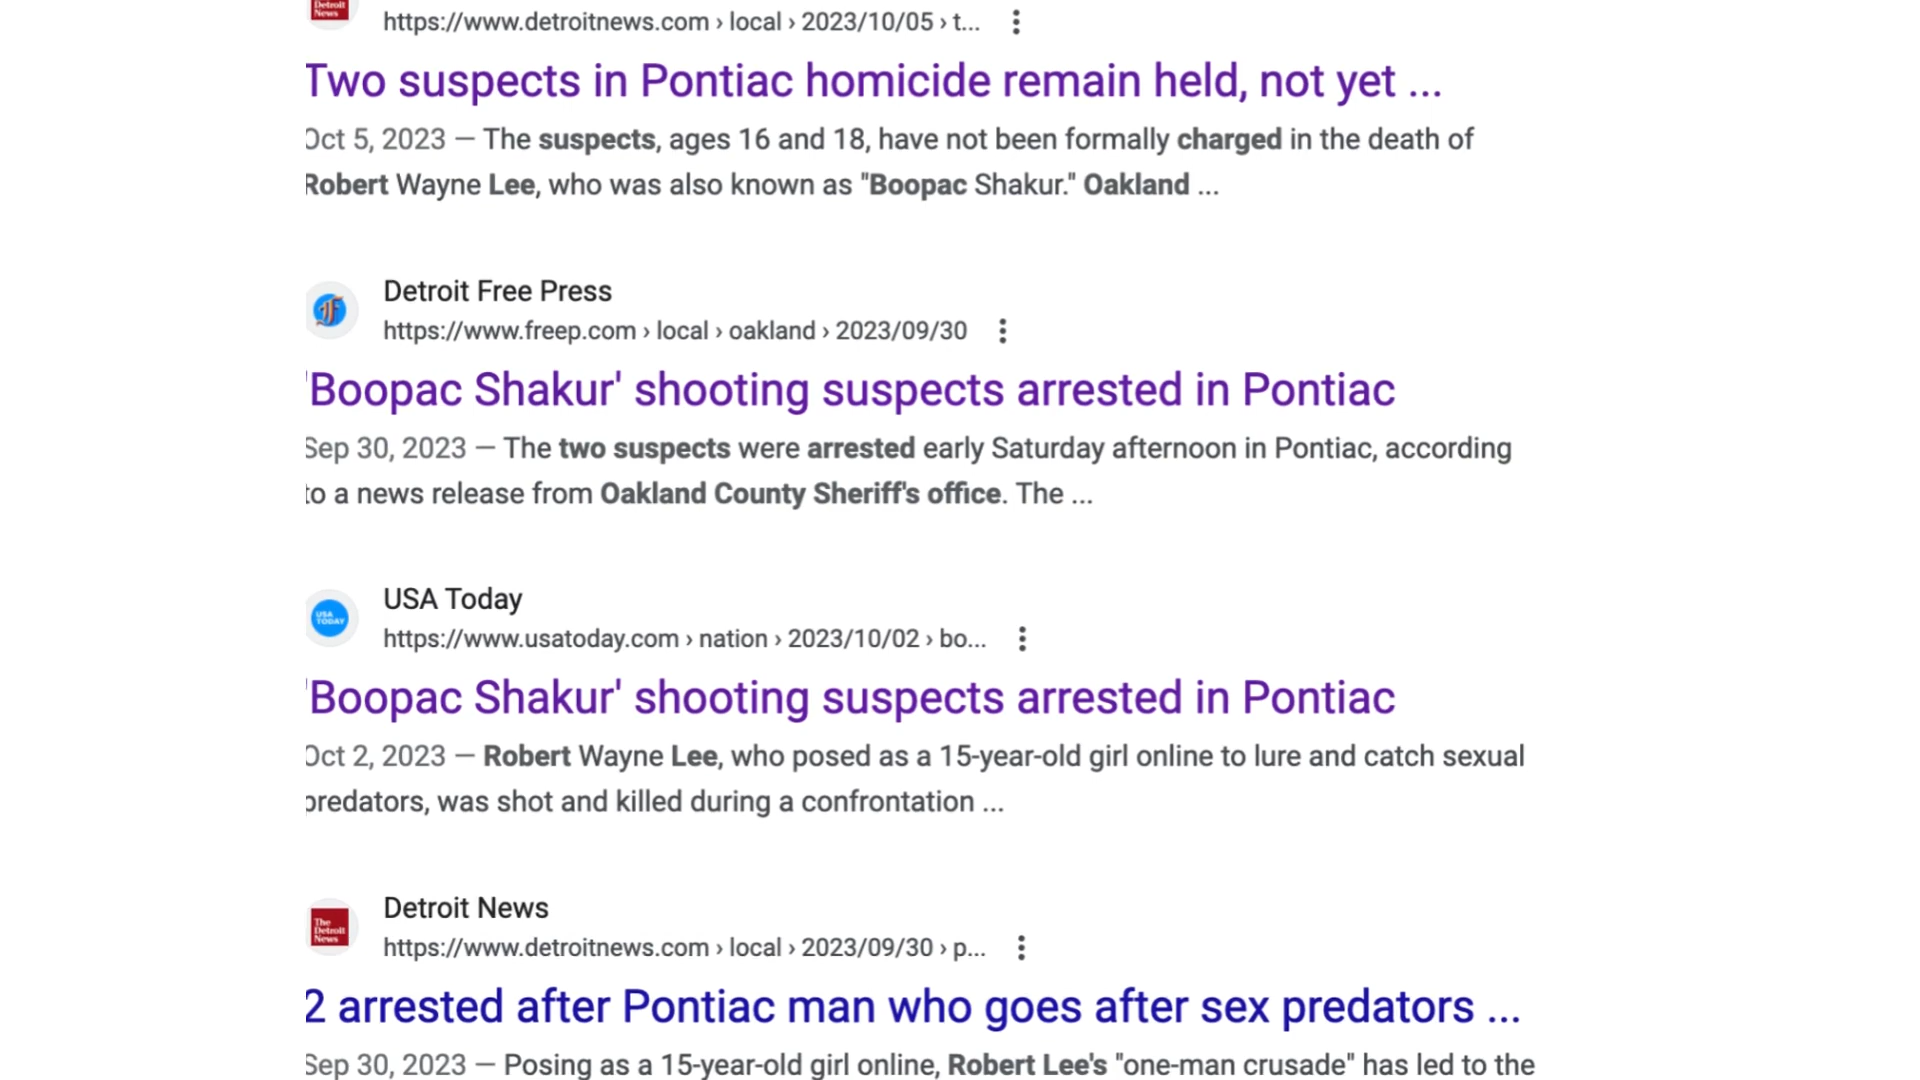 Detroit
News
https://www.detroitnews.com › local › 2023/10/05 › t...
Two suspects in Pontiac homicide remain held, not yet ...
Oct 5, 2023 — The suspects, ages 16 and 18, have not been formally charged in the death of
Robert Wayne Lee, who was also known as "Boopac Shakur." Oakland ...
Detroit Free Press
https://www.freep.com › local › oakland › 2023/09/30
'Boopac Shakur' shooting suspects arrested in Pontiac
Sep 30, 2023 — The two suspects were arrested early Saturday afternoon in Pontiac, according
to a news release from Oakland County Sheriff's office. The ...
USA
TODAY
USA Today
https://www.usatoday.com › nation › 2023/10/02 › bo...
'Boopac Shakur' shooting suspects arrested in Pontiac
Oct 2, 2023 — Robert Wayne Lee, who posed as a 15-year-old girl online to lure and catch sexual
predators, was shot and killed during a confrontation ...
The
Detroit
News
Detroit News
https://www.detroitnews.com › local › 2023/09/30 › p...
2 arrested after Pontiac man who goes after sex predators ...
Sep 30, 2023 — Posing as a 15-year-old girl online, Robert Lee's "one-man crusade" has led to the